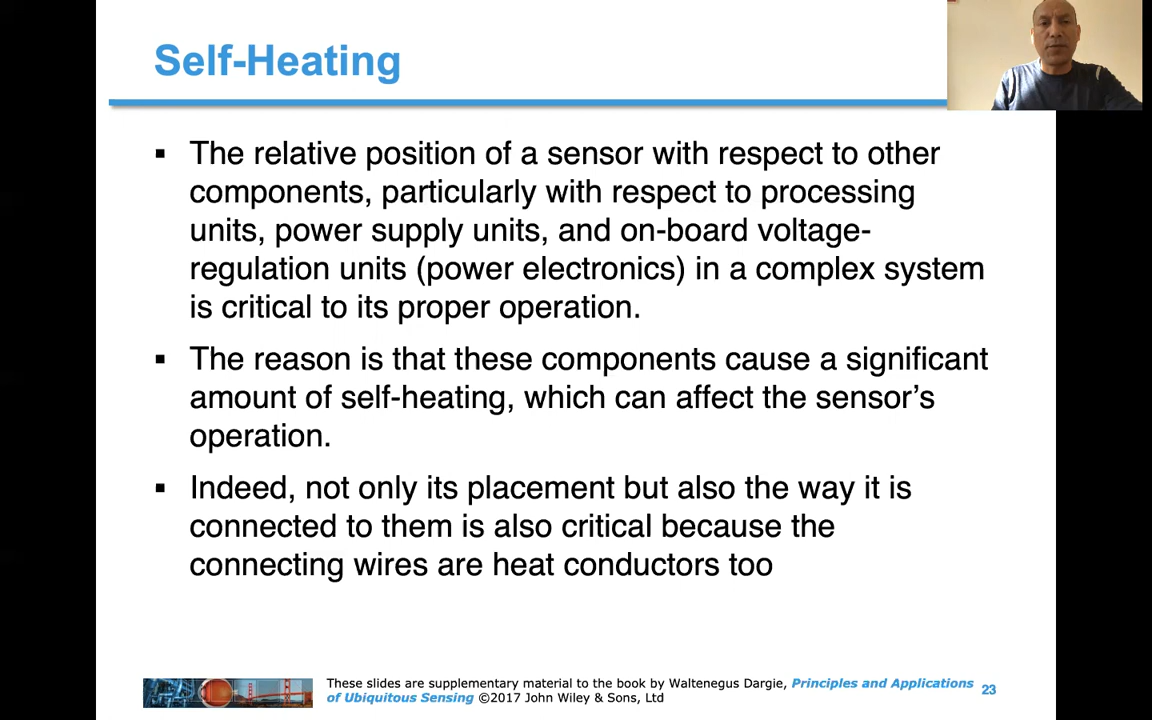 Self-Heating
▪ The relative position of a sensor with respect to other
components, particularly with respect to processing
units, power supply units, and on-board voltage-
regulation units (power electronics) in a complex system
is critical to its proper operation.
▪ The reason is that these components cause a significant
amount of self-heating, which can affect the sensor’s
operation.
▪ Indeed, not only its placement but also the way it is
connected to them is also critical because the
connecting wires are heat conductors too
These slides are supplementary material to the book by Waltenegus Dargie, Principles and Applications
of Ubiquitous Sensing ©2017 John Wiley & Sons, Ltd
23